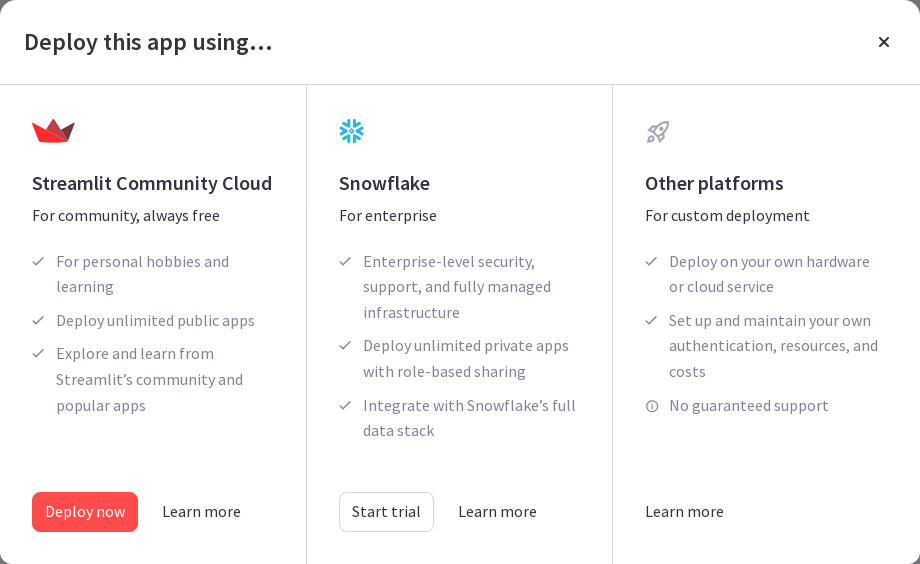 Deploy this app using...
Streamlit Community Cloud
For community, always free
For personal hobbies and
learning
Deploy unlimited public apps
Explore and learn from
Streamlit’s community and
popular apps
Deploy now
Learn more
Snowflake
For enterprise
Enterprise-level security,
support, and fully managed
infrastructure
Deploy unlimited private apps
with role-based sharing
Integrate with Snowflake’s full
data stack
Start trial
Learn more
Other platforms
For custom deployment
Deploy on your own hardware
or cloud service
Set up and maintain your own
authentication, resources, and
costs
No guaranteed support
Learn more